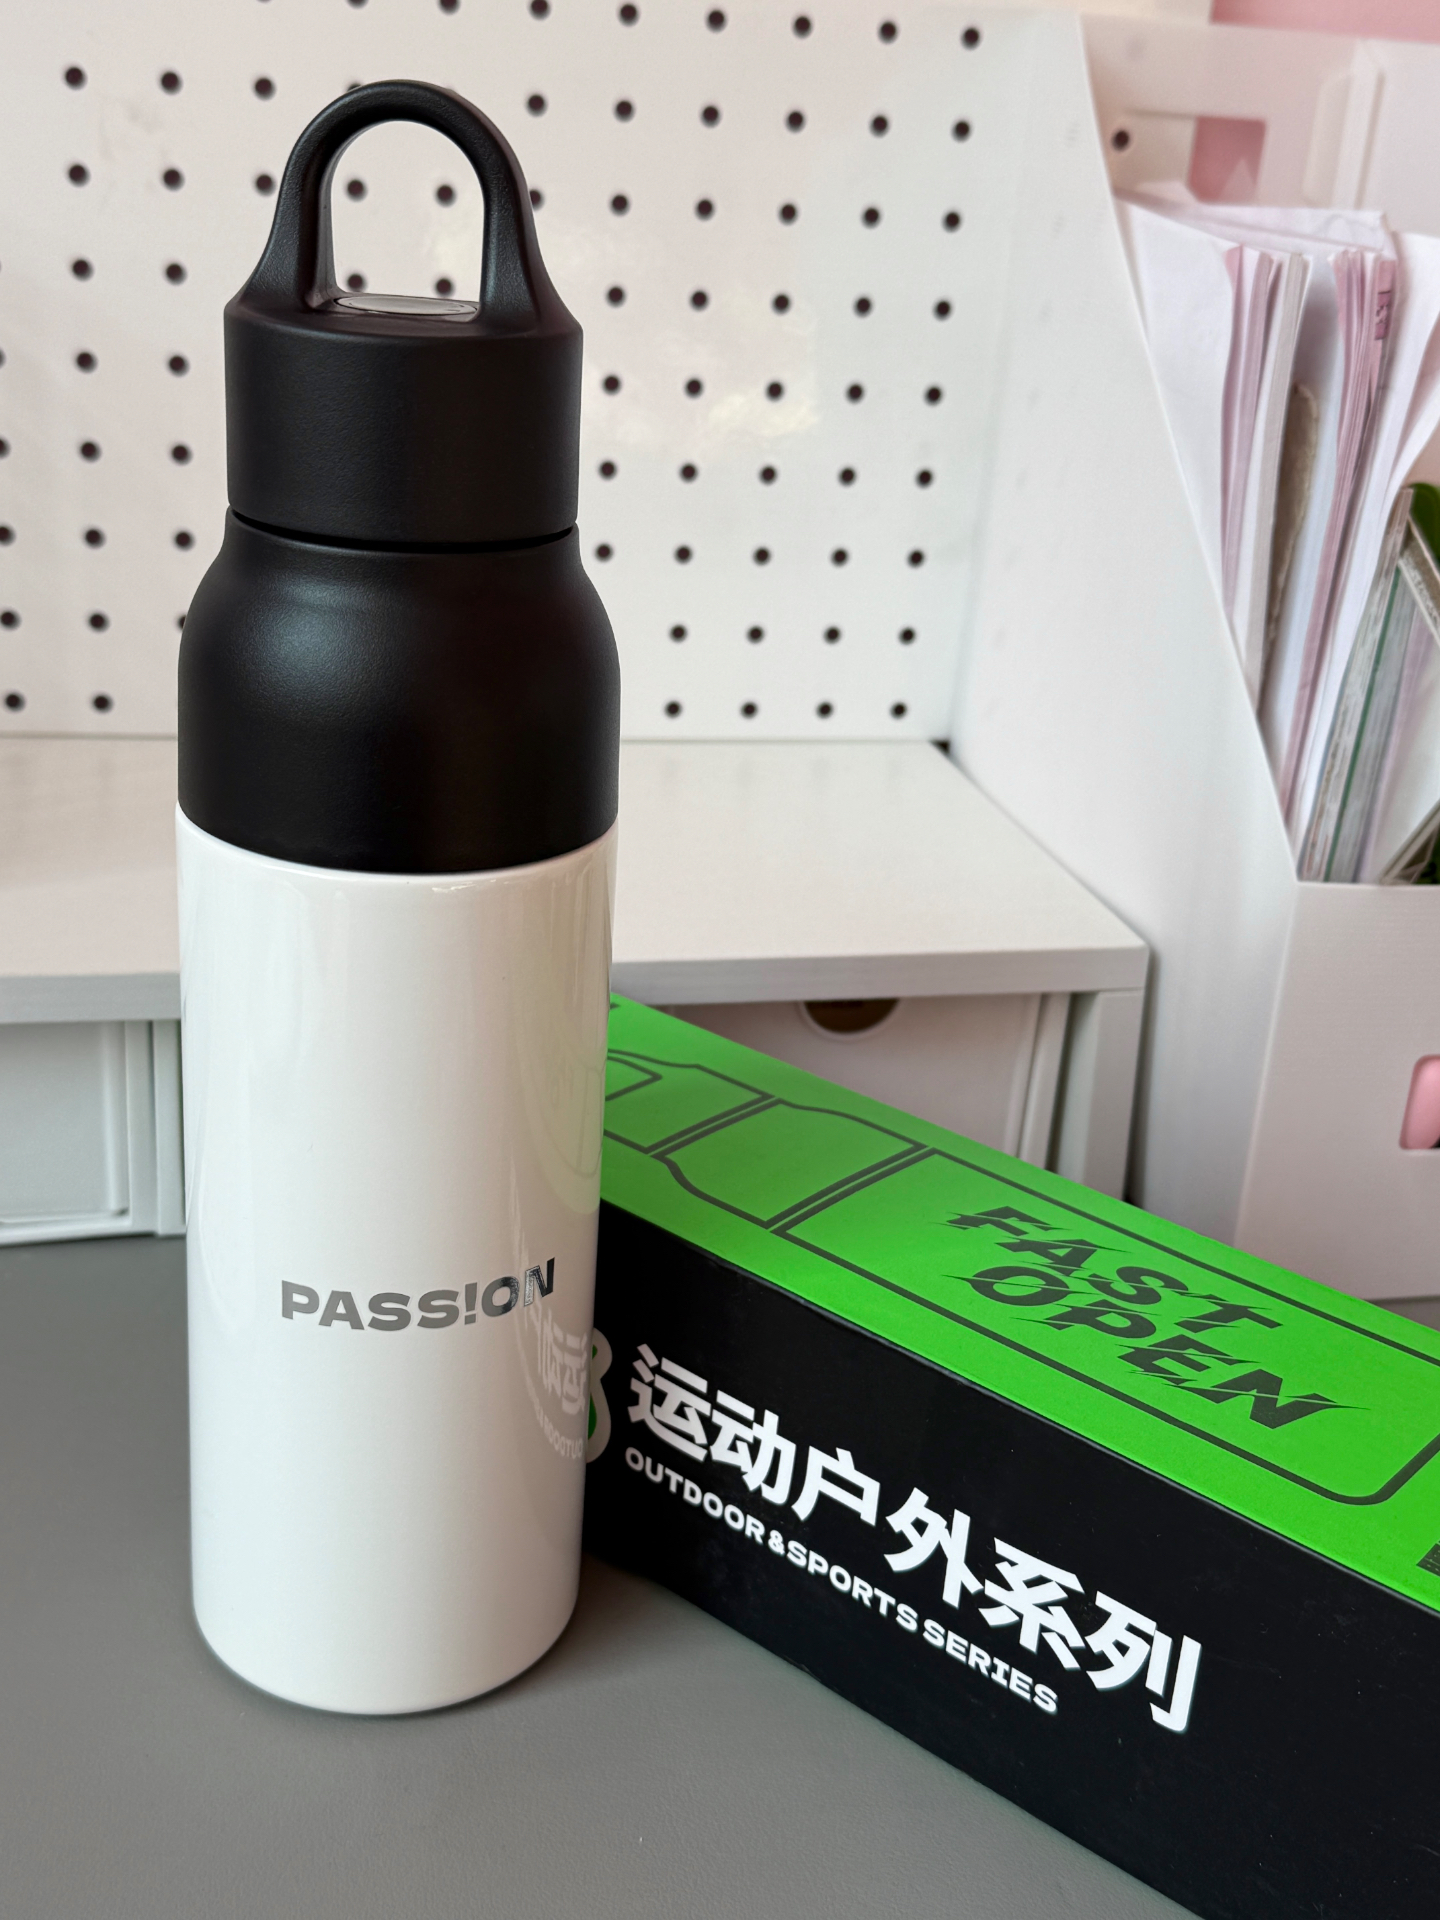 PASS!ON
FAST
OPEN
运动户外系列
OUTDOOR&SPORTS SERIES